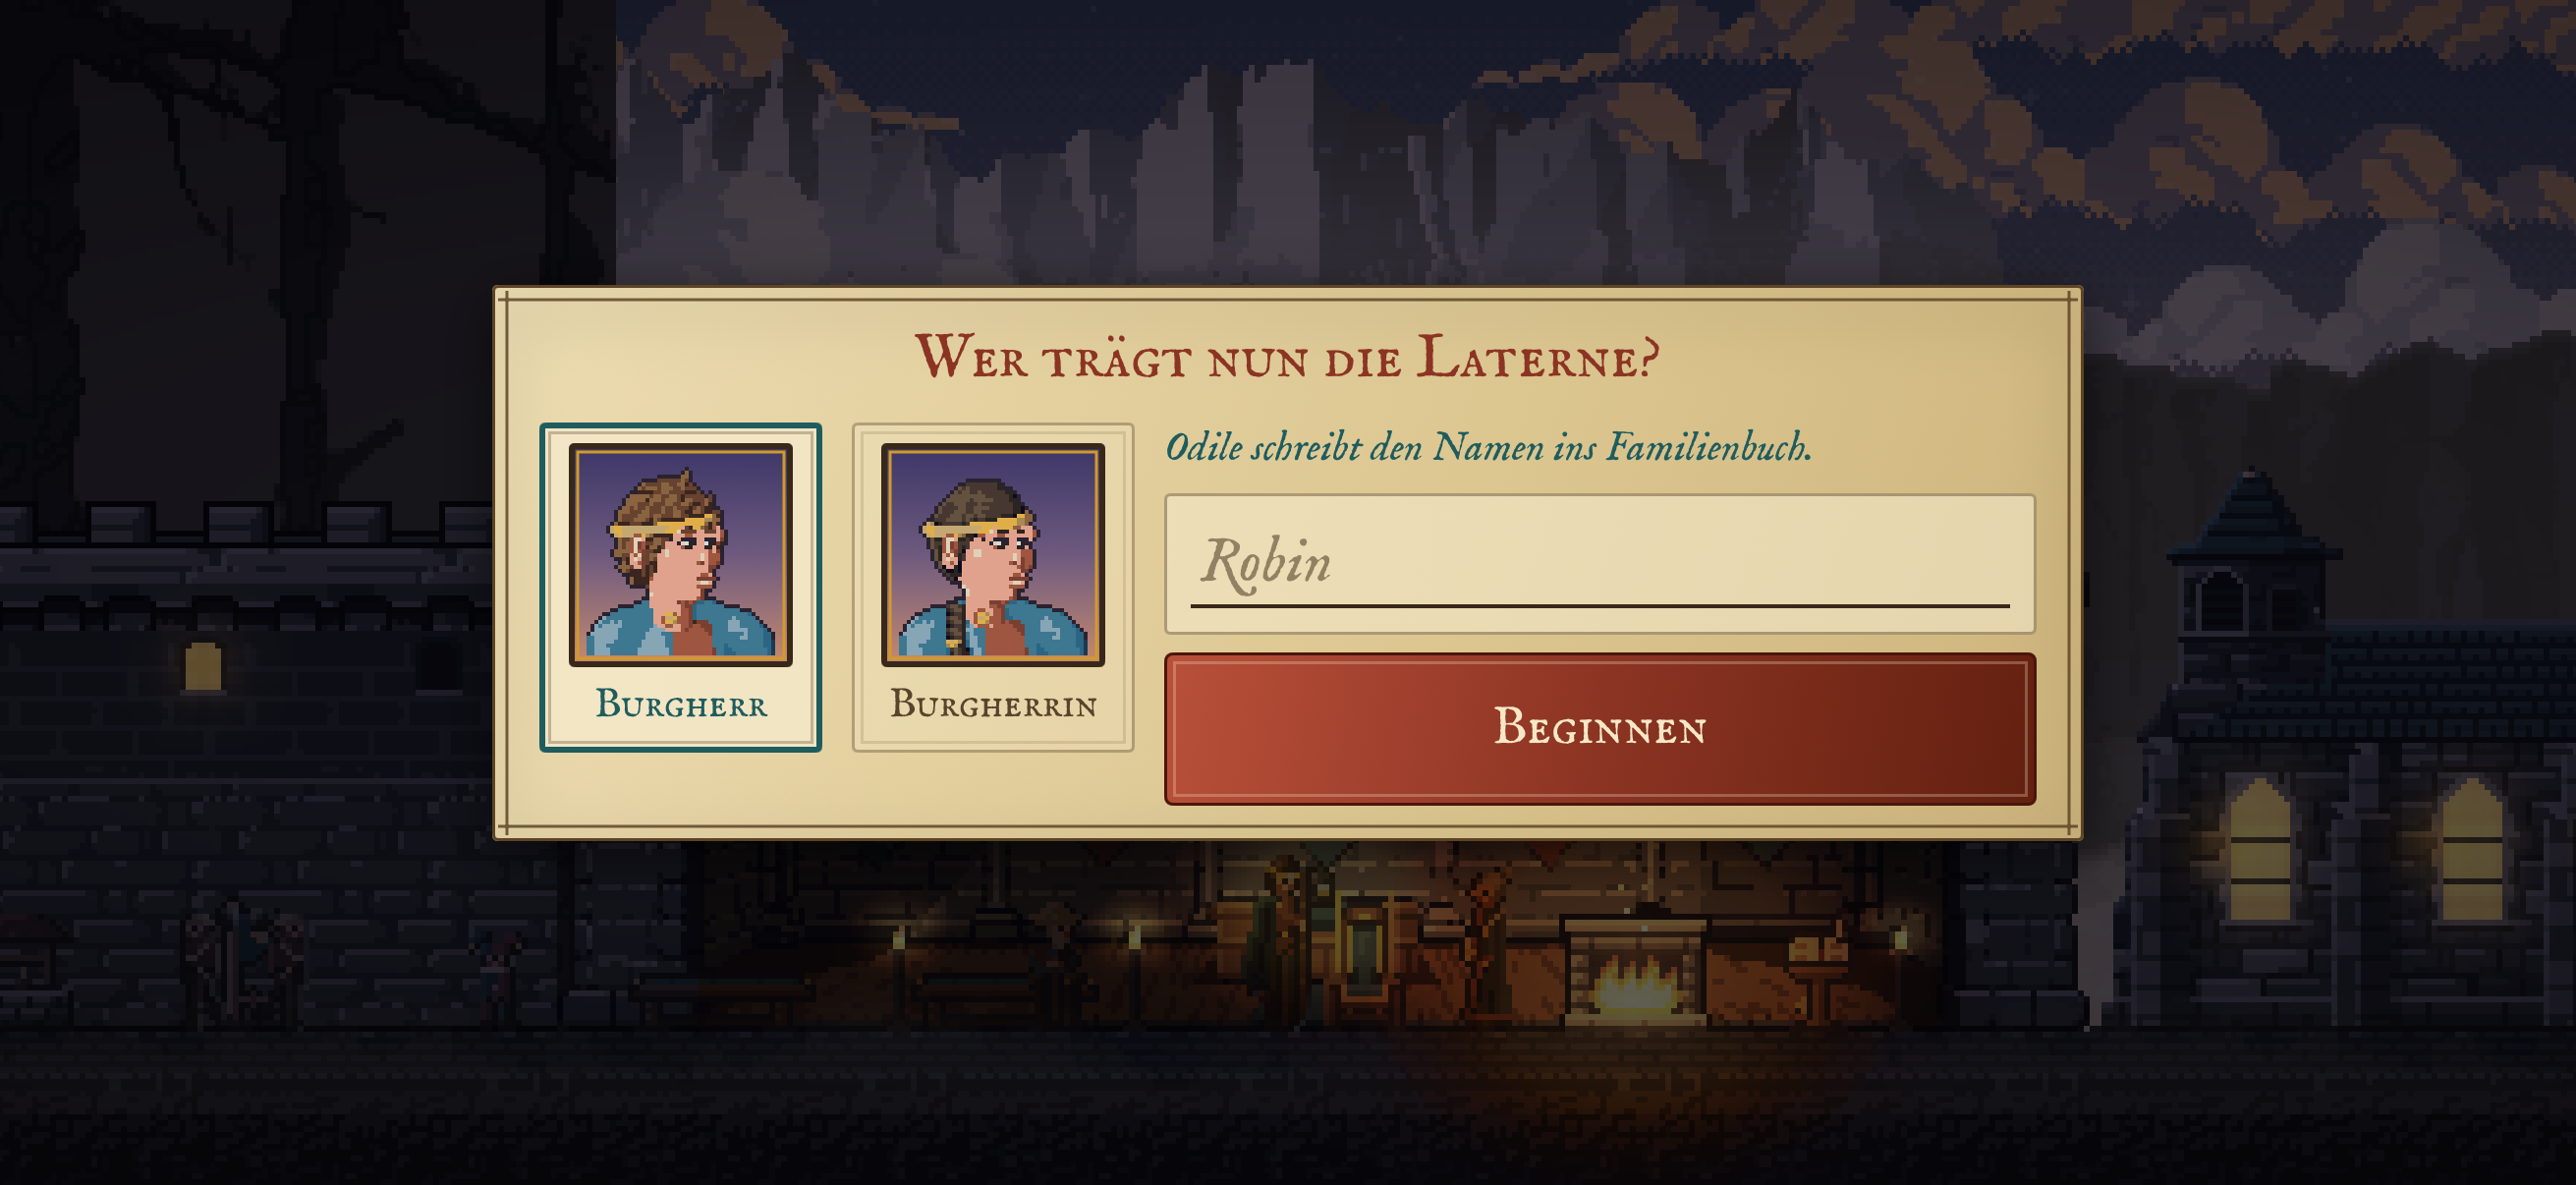 Wer trägt nun die Laterne?
Burgherr
Burgherrin
Odile schreibt den Namen ins Familienbuch.
Robin
Beginnen